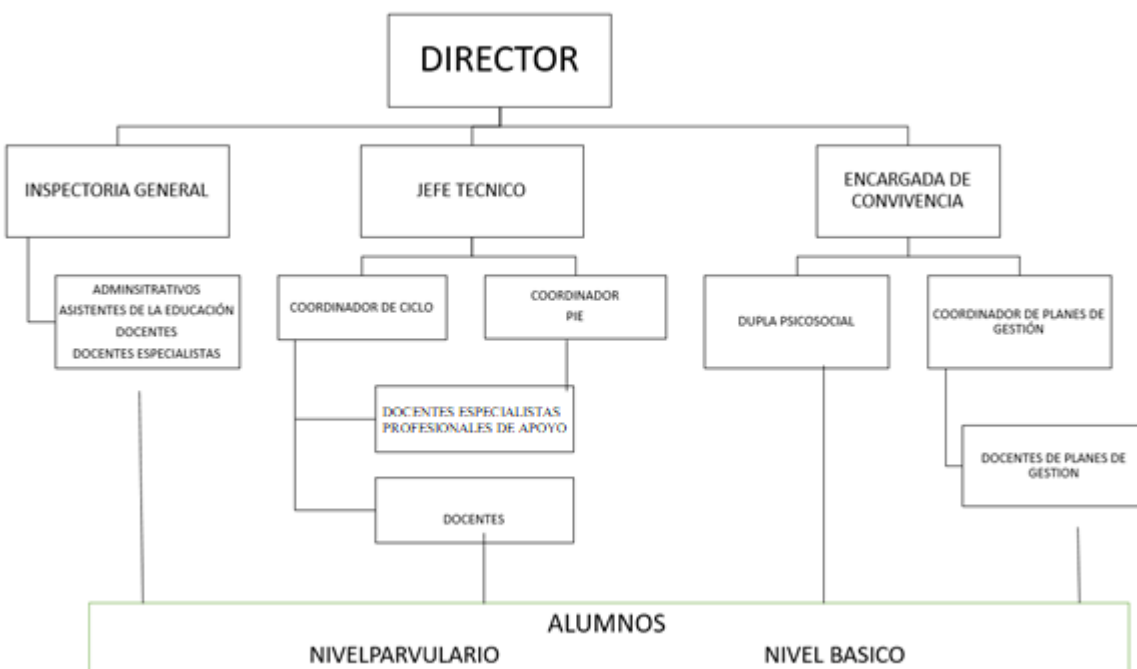 DIRECTOR
INSPECTORIA GENERAL
JEFE TECNICO
ENCARGADA DE
CONVIVENCIA
ADMINSITRATIVOS
ASISTENTES DE LA EDUCACIÓN
DOCENTES
DOCENTES ESPECIALISTAS
COORDINADOR DE CICLO
COORDINADOR
PIE
DUPLA PSICOSOCIAL
COORDINADOR DE PLANES DE
GESTIÓN
DOCENTES ESPECIALISTAS
PROFESIONALES DE APOYO
DOCENTES DE PLANES DE
GESTION
DOCENTES
ALUMNOS
NIVELPARVULARIO
NIVEL BASICO